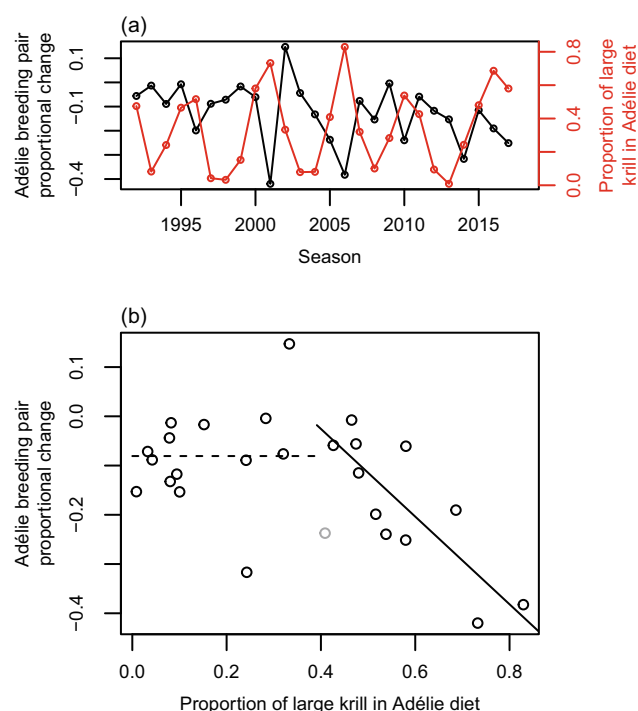 (a)
Adélie breeding pair
proportional change
0.1
−0.1
−0.4
0.8
0.4
0.0
Proportion of large
krill in Adélie diet
1995 2000 2005 2010 2015
Season
(b)
Adélie breeding pair
proportional change
0.1
0.0
−0.2
−0.4
0.0 0.2 0.4 0.6 0.8
Proportion of large krill in Adélie diet